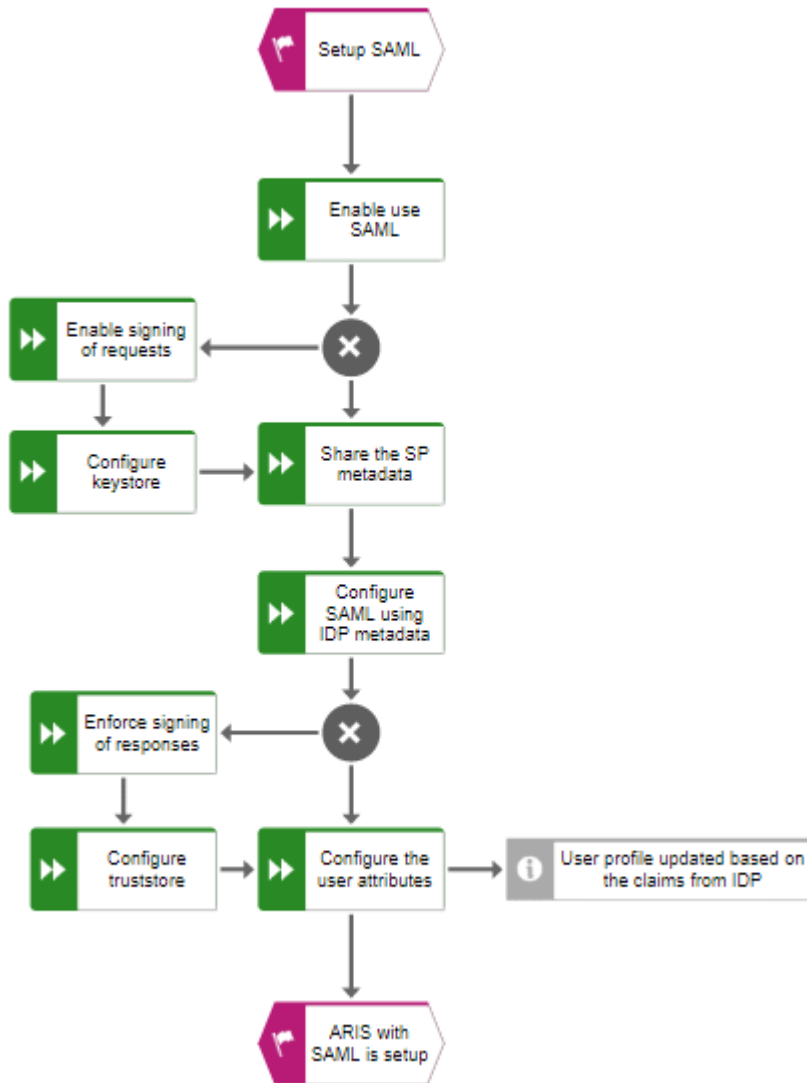 Setup SAML
Enable use
SAML
Enable signing
of requests
Configure
keystore
Share the SP
metadata
Configure
SAML using
IDP metadata
Enforce signing
of responses
Configure
truststore
Configure the
user attributes
User profile updated based on
the claims from IDP
ARIS with
SAML is setup